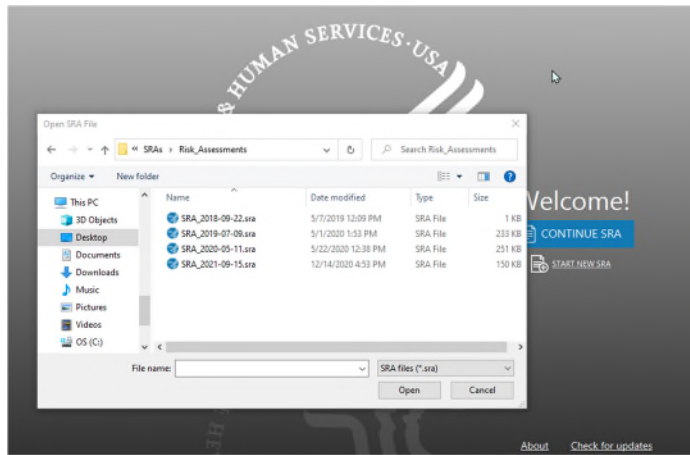 & HUMAN SERVICES · USA
Open SRA File
« SRAs › Risk_Assessments
Search Risk_Assessments
Organize
New folder
This PC
3D Objects
Desktop
Documents
Downloads
Music
Pictures
Videos
OS (C:)
Name Date modified Type Size
SRA_2018-09-22.sra 5/7/2019 12:09 PM SRA File 1 KB
SRA_2019-07-09.sra 5/1/2020 1:53 PM SRA File 233 KB
SRA_2020-05-11.sra 5/22/2020 12:38 PM SRA File 251 KB
SRA_2021-09-15.sra 12/14/2020 4:53 PM SRA File 150 KB
File name:
SRA files (*.sra)
Open Cancel
Welcome!
CONTINUE SRA
START NEW SRA
About Check for updates